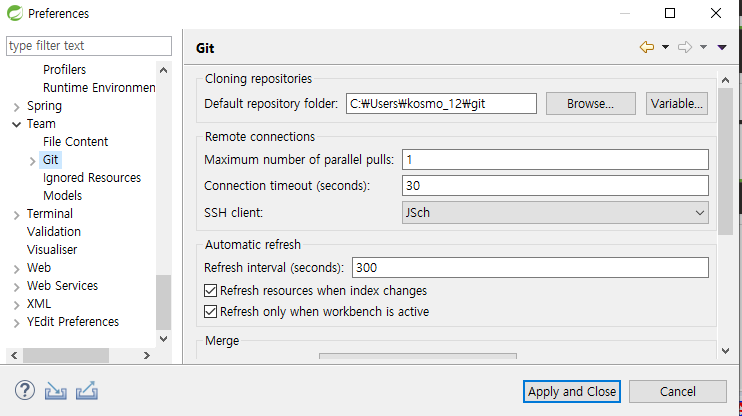 Preferences
type filter text
Profilers
Runtime Environmen
Spring
Team
File Content
Git
Ignored Resources
Models
Terminal
Validation
Visualiser
Web
Web Services
XML
YEdit Preferences
Git
Cloning repositories
Default repository folder: C:₩Users₩kosmo_12₩git Browse... Variable...
Remote connections
Maximum number of parallel pulls: 1
Connection timeout (seconds): 30
SSH client: JSch
Automatic refresh
Refresh interval (seconds): 300
Refresh resources when index changes
Refresh only when workbench is active
Merge
Apply and Close Cancel